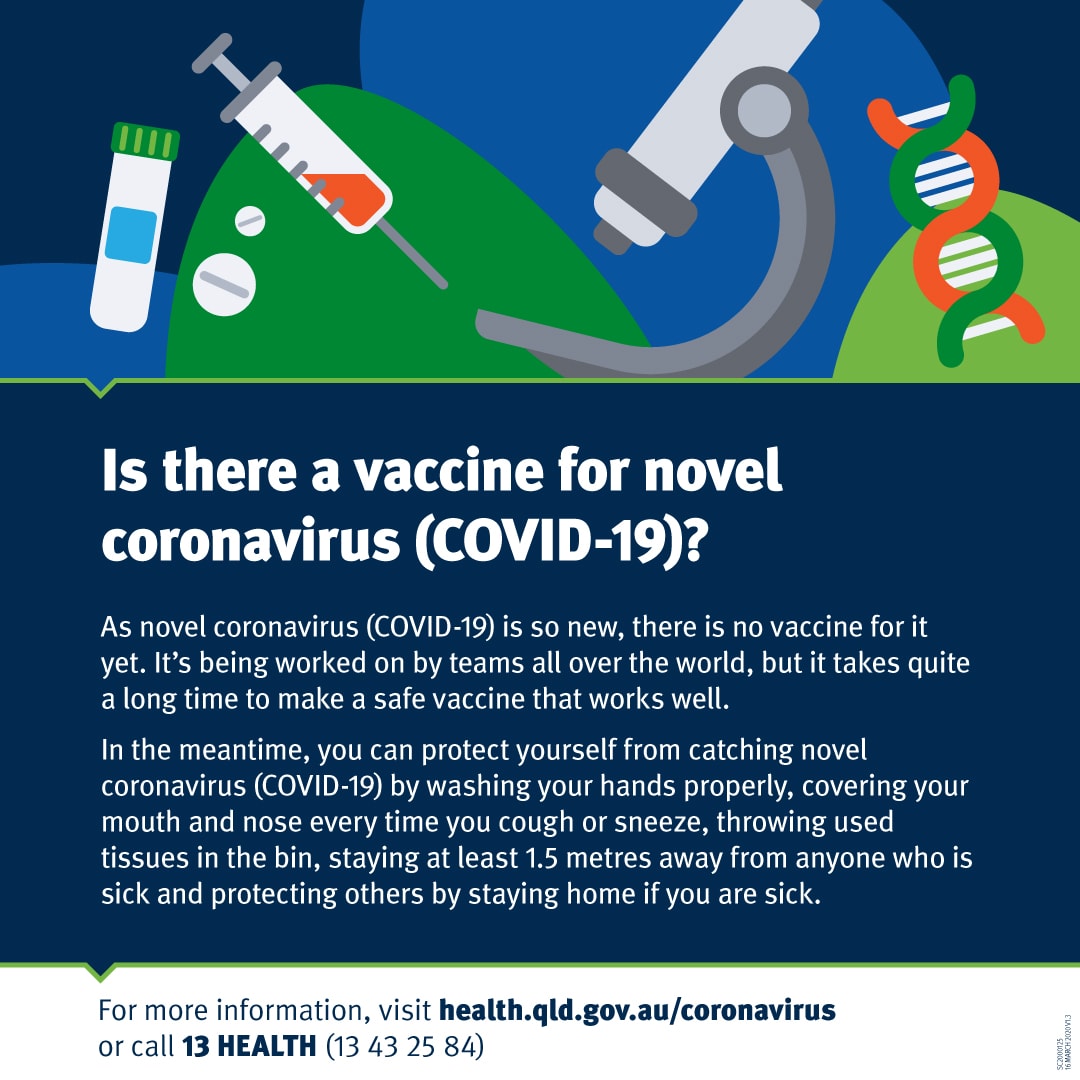 Is there a vaccine for novel
coronavirus (COVID-19)?
As novel coronavirus (COVID-19) is so new, there is no vaccine for it
yet. It’s being worked on by teams all over the world, but it takes quite
a long time to make a safe vaccine that works well.
In the meantime, you can protect yourself from catching novel
coronavirus (COVID-19) by washing your hands properly, covering your
mouth and nose every time you cough or sneeze, throwing used
tissues in the bin, staying at least 1.5 metres away from anyone who is
sick and protecting others by staying home if you are sick.
For more information, visit health.qld.gov.au/coronavirus
or call 13 HEALTH (13 43 25 84)
SC2000125
16 MARCH 2020 V1.3